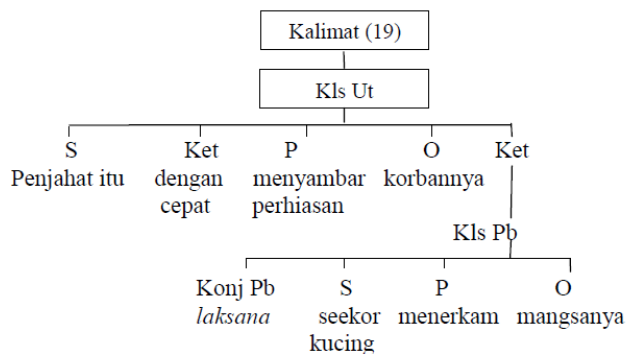 Kalimat (19)
Kls Ut
S Ket P O Ket
Penjahat itu dengan menyambar korbannya
cepat perhiasan
Kls Pb
Konj Pb S P O
laksana seekor menerkam mangsanya
kucing